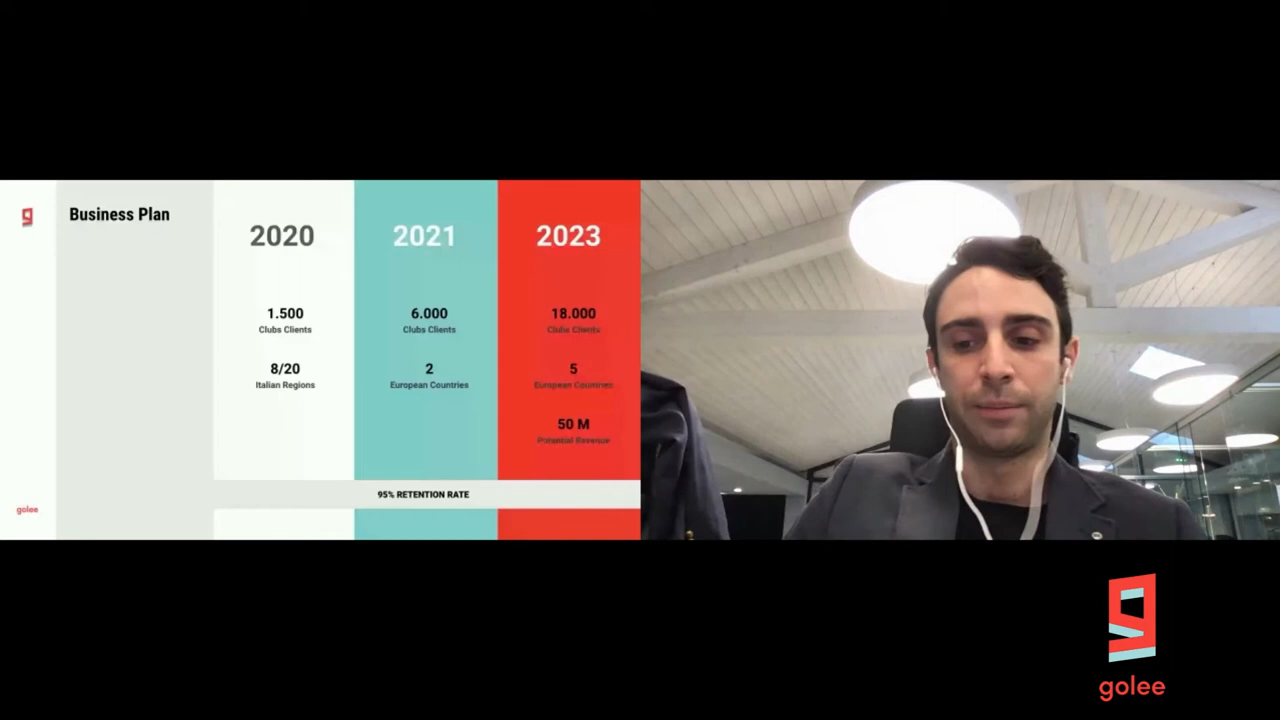 Business Plan
2020
1.500
Clubs Clients
8/20
Italian Regions
2021
6.000
Clubs Clients
2
European Countries
2023
18.000
Clubs Clients
5
European Countries
50 M
Potential Revenue
95% RETENTION RATE
golee
golee